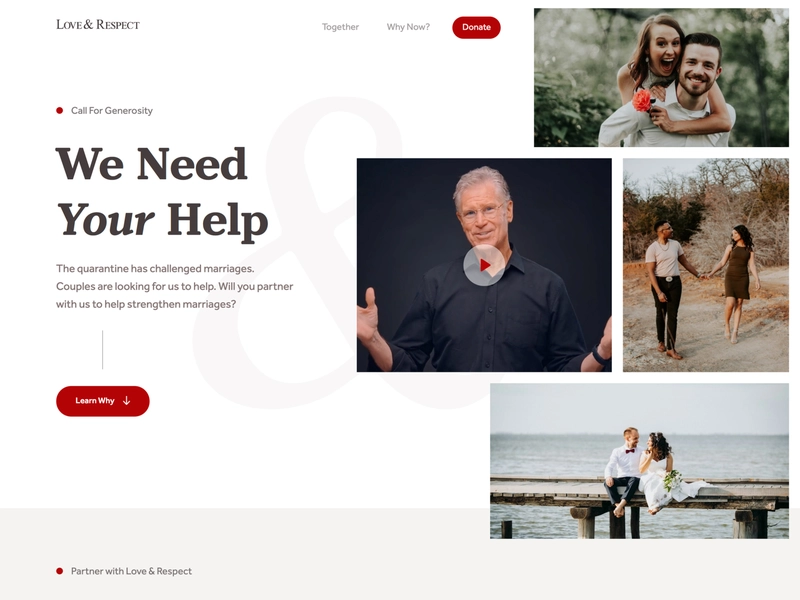 LOVE & RESPECT
Together
Why Now?
Donate
Call For Generosity
We Need
Your Help
The quarantine has challenged marriages.
Couples are looking for us to help. Will you partner
with us to help strengthen marriages?
Learn Why
&
Partner with Love & Respect